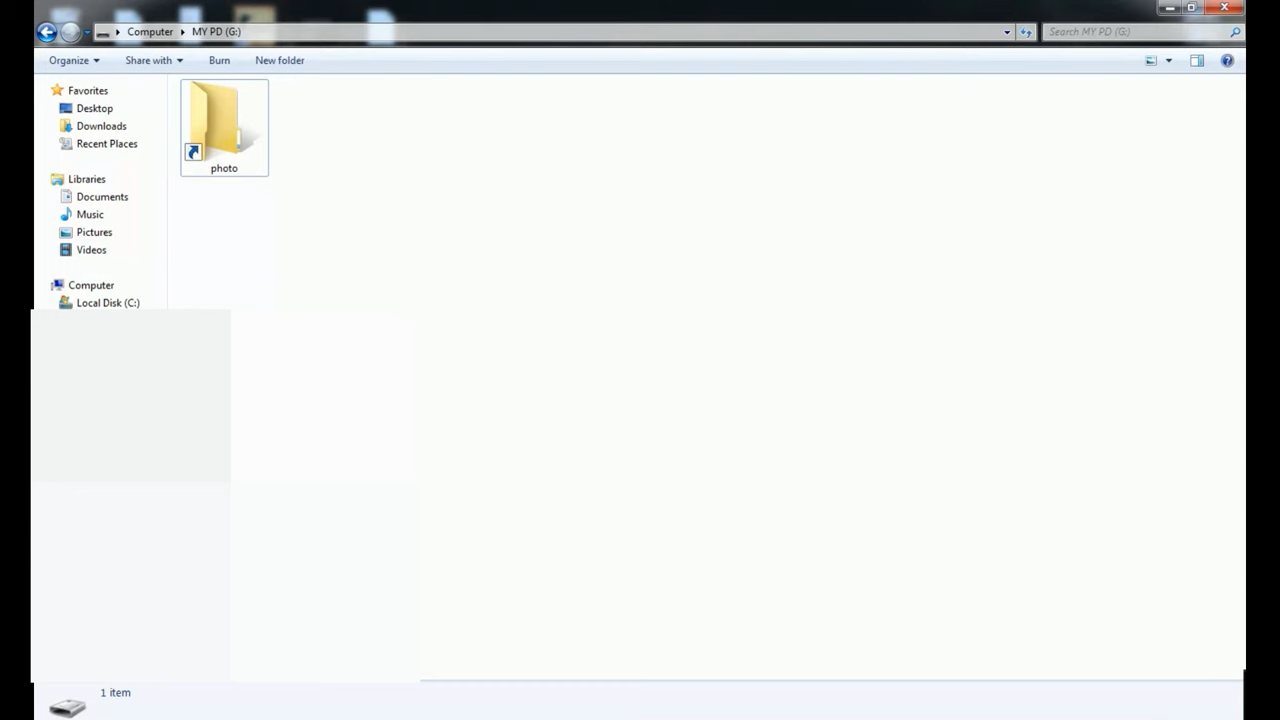 Computer
MY PD (G:)
Search MY PD (G:)
Organize
Share with
Burn
New folder
Favorites
Desktop
Downloads
Recent Places
Libraries
Documents
Music
Pictures
Videos
Computer
Local Disk (C:)
photo
1 item